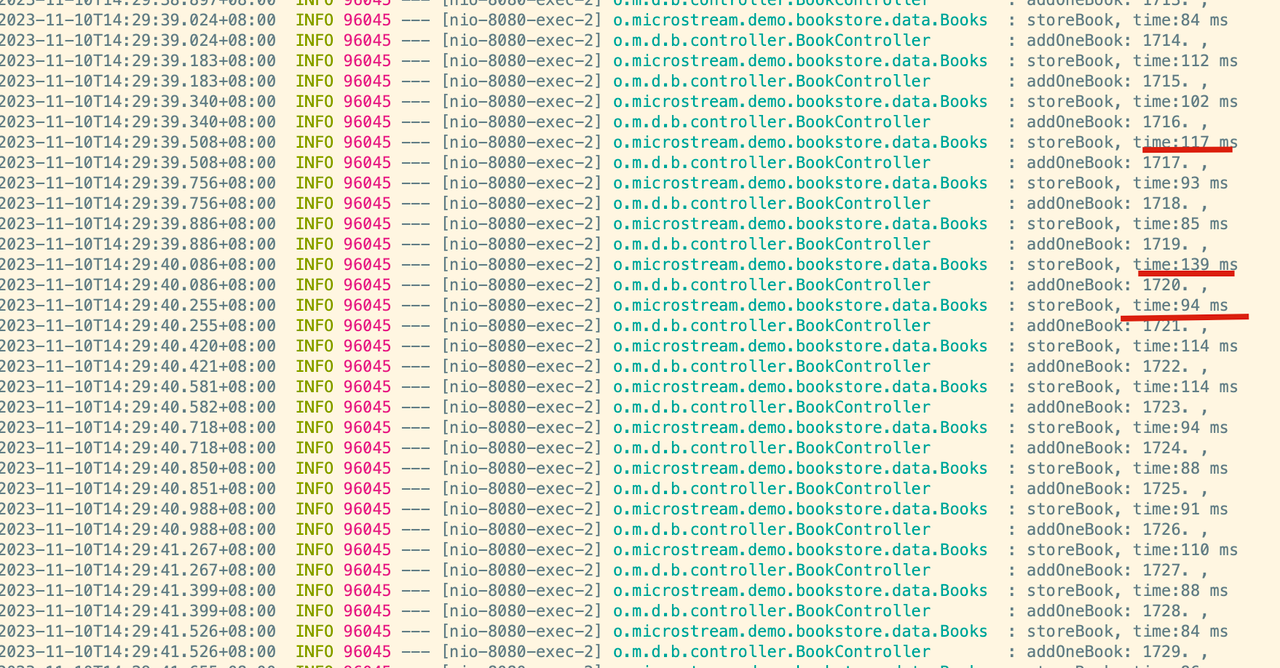 2023-11-10T14:29:38.897+08:00 INFO 96045 --- [nio-8080-exec-2] o.m.d.b.controller.BookController : addOneBook: 1713. ,
2023-11-10T14:29:39.024+08:00 INFO 96045 --- [nio-8080-exec-2] o.microstream.demo.bookstore.data.Books : storeBook, time:84 ms
2023-11-10T14:29:39.024+08:00 INFO 96045 --- [nio-8080-exec-2] o.m.d.b.controller.BookController : addOneBook: 1714. ,
2023-11-10T14:29:39.183+08:00 INFO 96045 --- [nio-8080-exec-2] o.microstream.demo.bookstore.data.Books : storeBook, time:112 ms
2023-11-10T14:29:39.183+08:00 INFO 96045 --- [nio-8080-exec-2] o.m.d.b.controller.BookController : addOneBook: 1715. ,
2023-11-10T14:29:39.340+08:00 INFO 96045 --- [nio-8080-exec-2] o.microstream.demo.bookstore.data.Books : storeBook, time:102 ms
2023-11-10T14:29:39.340+08:00 INFO 96045 --- [nio-8080-exec-2] o.m.d.b.controller.BookController : addOneBook: 1716. ,
2023-11-10T14:29:39.508+08:00 INFO 96045 --- [nio-8080-exec-2] o.microstream.demo.bookstore.data.Books : storeBook, time:117 ms
2023-11-10T14:29:39.508+08:00 INFO 96045 --- [nio-8080-exec-2] o.m.d.b.controller.BookController : addOneBook: 1717. ,
2023-11-10T14:29:39.756+08:00 INFO 96045 --- [nio-8080-exec-2] o.microstream.demo.bookstore.data.Books : storeBook, time:93 ms
2023-11-10T14:29:39.756+08:00 INFO 96045 --- [nio-8080-exec-2] o.m.d.b.controller.BookController : addOneBook: 1718. ,
2023-11-10T14:29:39.886+08:00 INFO 96045 --- [nio-8080-exec-2] o.microstream.demo.bookstore.data.Books : storeBook, time:85 ms
2023-11-10T14:29:39.886+08:00 INFO 96045 --- [nio-8080-exec-2] o.m.d.b.controller.BookController : addOneBook: 1719. ,
2023-11-10T14:29:40.086+08:00 INFO 96045 --- [nio-8080-exec-2] o.microstream.demo.bookstore.data.Books : storeBook, time:139 ms
2023-11-10T14:29:40.086+08:00 INFO 96045 --- [nio-8080-exec-2] o.m.d.b.controller.BookController : addOneBook: 1720. ,
2023-11-10T14:29:40.255+08:00 INFO 96045 --- [nio-8080-exec-2] o.microstream.demo.bookstore.data.Books : storeBook, time:94 ms
2023-11-10T14:29:40.255+08:00 INFO 96045 --- [nio-8080-exec-2] o.m.d.b.controller.BookController : addOneBook: 1721. ,
2023-11-10T14:29:40.420+08:00 INFO 96045 --- [nio-8080-exec-2] o.microstream.demo.bookstore.data.Books : storeBook, time:114 ms
2023-11-10T14:29:40.421+08:00 INFO 96045 --- [nio-8080-exec-2] o.m.d.b.controller.BookController : addOneBook: 1722. ,
2023-11-10T14:29:40.581+08:00 INFO 96045 --- [nio-8080-exec-2] o.microstream.demo.bookstore.data.Books : storeBook, time:114 ms
2023-11-10T14:29:40.582+08:00 INFO 96045 --- [nio-8080-exec-2] o.m.d.b.controller.BookController : addOneBook: 1723. ,
2023-11-10T14:29:40.718+08:00 INFO 96045 --- [nio-8080-exec-2] o.microstream.demo.bookstore.data.Books : storeBook, time:94 ms
2023-11-10T14:29:40.718+08:00 INFO 96045 --- [nio-8080-exec-2] o.m.d.b.controller.BookController : addOneBook: 1724. ,
2023-11-10T14:29:40.850+08:00 INFO 96045 --- [nio-8080-exec-2] o.microstream.demo.bookstore.data.Books : storeBook, time:88 ms
2023-11-10T14:29:40.851+08:00 INFO 96045 --- [nio-8080-exec-2] o.m.d.b.controller.BookController : addOneBook: 1725. ,
2023-11-10T14:29:40.988+08:00 INFO 96045 --- [nio-8080-exec-2] o.microstream.demo.bookstore.data.Books : storeBook, time:91 ms
2023-11-10T14:29:40.988+08:00 INFO 96045 --- [nio-8080-exec-2] o.m.d.b.controller.BookController : addOneBook: 1726. ,
2023-11-10T14:29:41.267+08:00 INFO 96045 --- [nio-8080-exec-2] o.microstream.demo.bookstore.data.Books : storeBook, time:110 ms
2023-11-10T14:29:41.267+08:00 INFO 96045 --- [nio-8080-exec-2] o.m.d.b.controller.BookController : addOneBook: 1727. ,
2023-11-10T14:29:41.399+08:00 INFO 96045 --- [nio-8080-exec-2] o.microstream.demo.bookstore.data.Books : storeBook, time:88 ms
2023-11-10T14:29:41.399+08:00 INFO 96045 --- [nio-8080-exec-2] o.m.d.b.controller.BookController : addOneBook: 1728. ,
2023-11-10T14:29:41.526+08:00 INFO 96045 --- [nio-8080-exec-2] o.microstream.demo.bookstore.data.Books : storeBook, time:84 ms
2023-11-10T14:29:41.526+08:00 INFO 96045 --- [nio-8080-exec-2] o.m.d.b.controller.BookController : addOneBook: 1729. ,